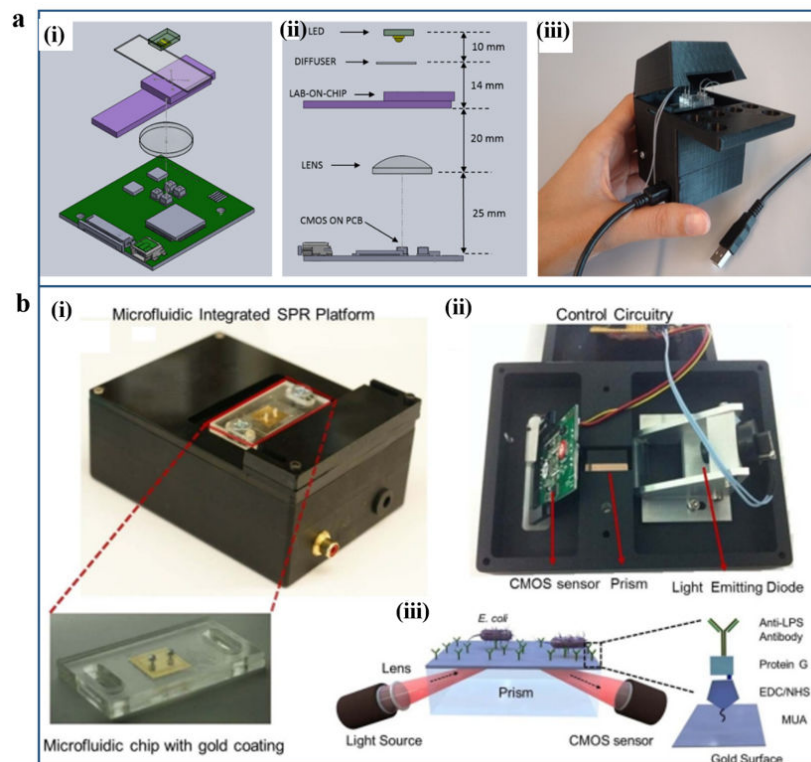 a
(i)
(ii)
(iii)
LED
10 mm
DIFFUSER
14 mm
LAB-ON-CHIP
20 mm
LENS
25 mm
CMOS ON PCB
b
(i)
Microfluidic Integrated SPR Platform
Microfluidic chip with gold coating
(ii)
Control Circuitry
CMOS sensor
Prism
Light Emitting Diode
(iii)
E. coli
Lens
Prism
Light Source
CMOS sensor
Anti-LPS
Antibody
Protein G
EDC/NHS
MUA
Gold Surface